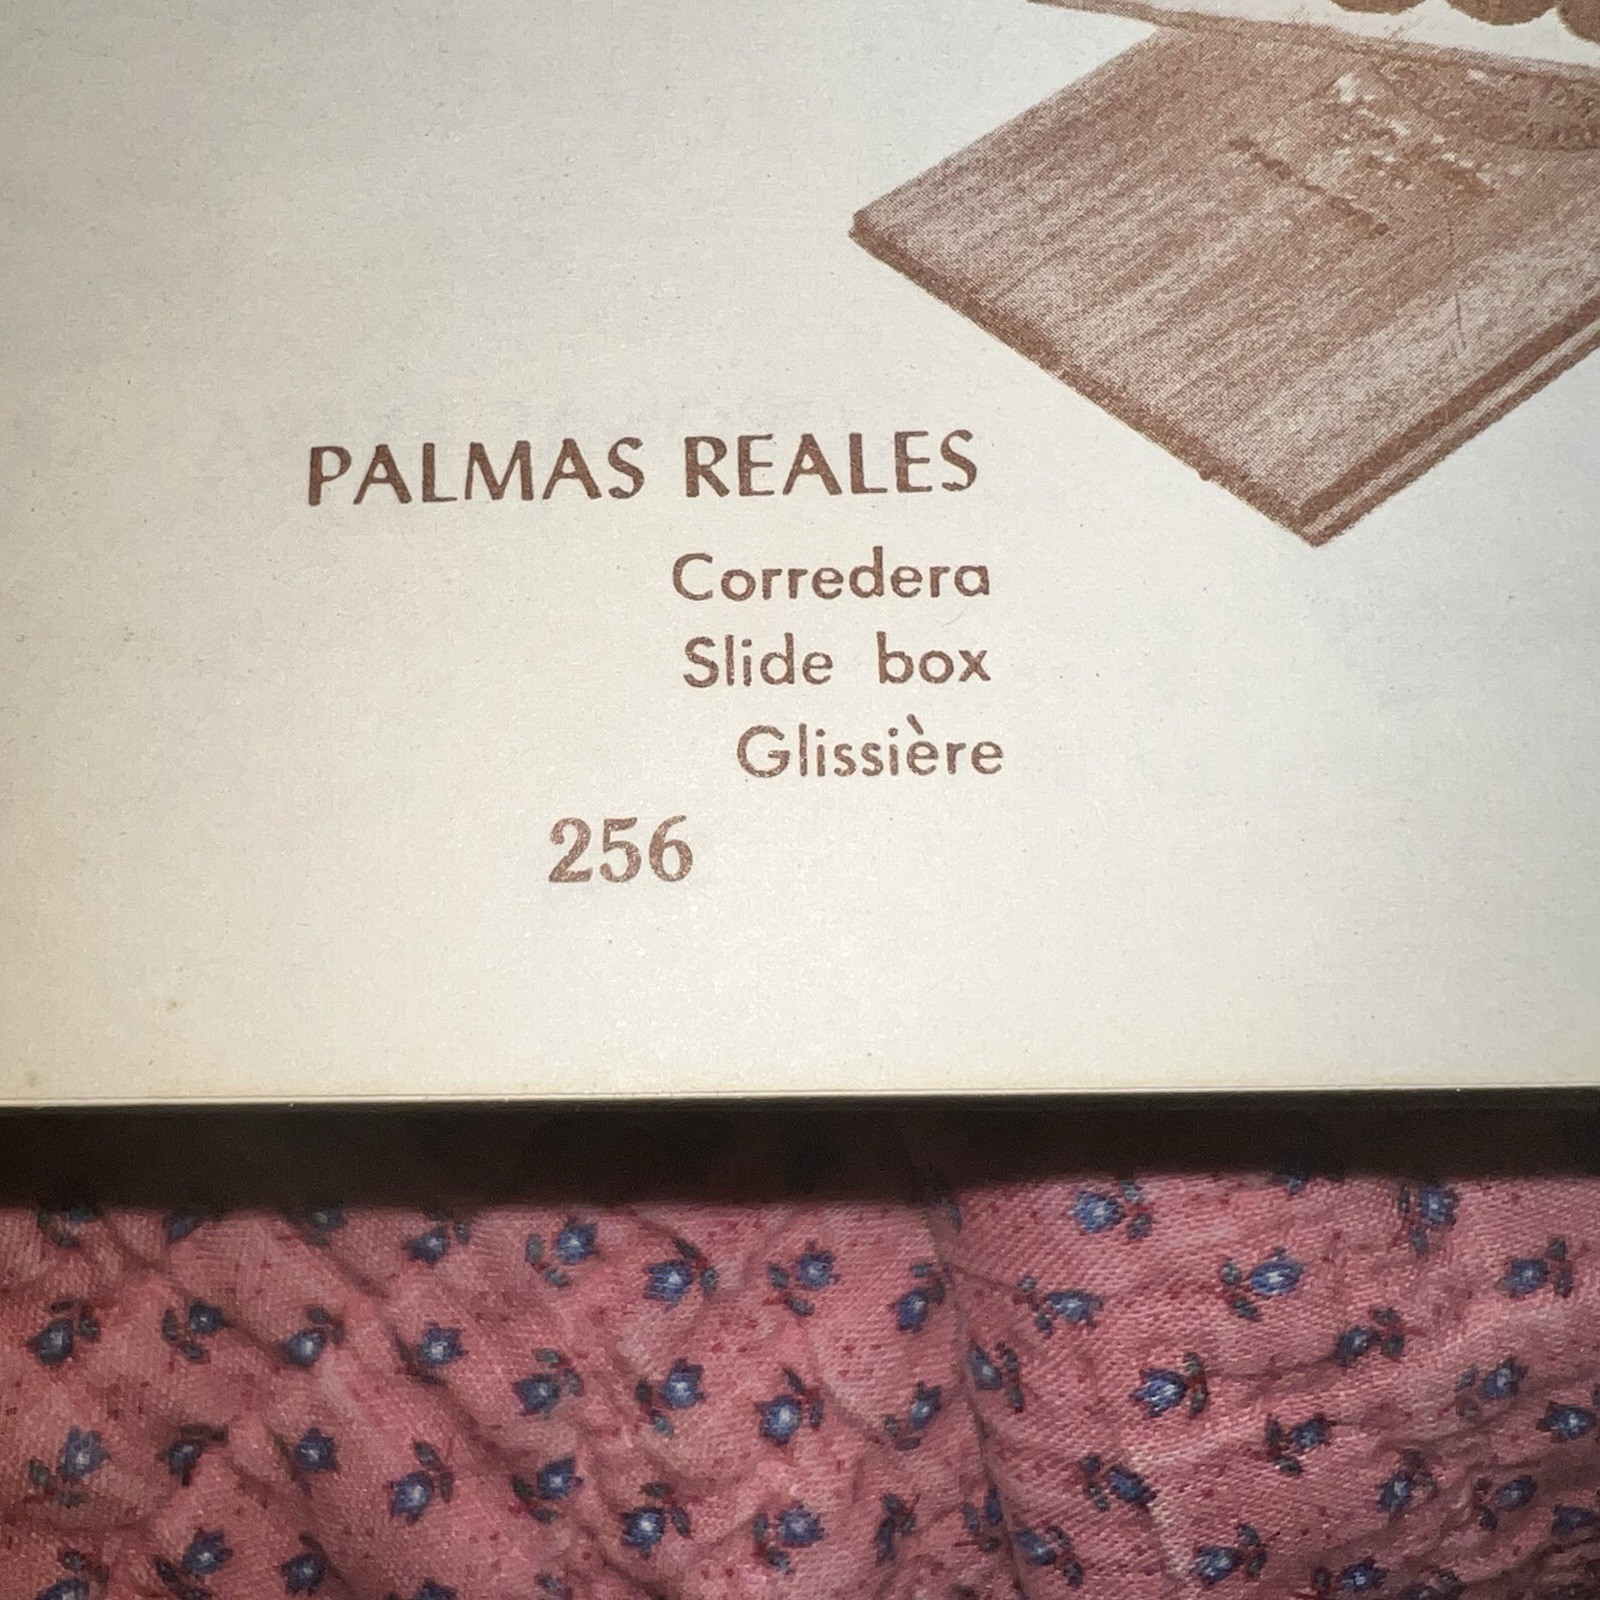 PALMAS REALES
Corredera
Slide box
Glissière
256